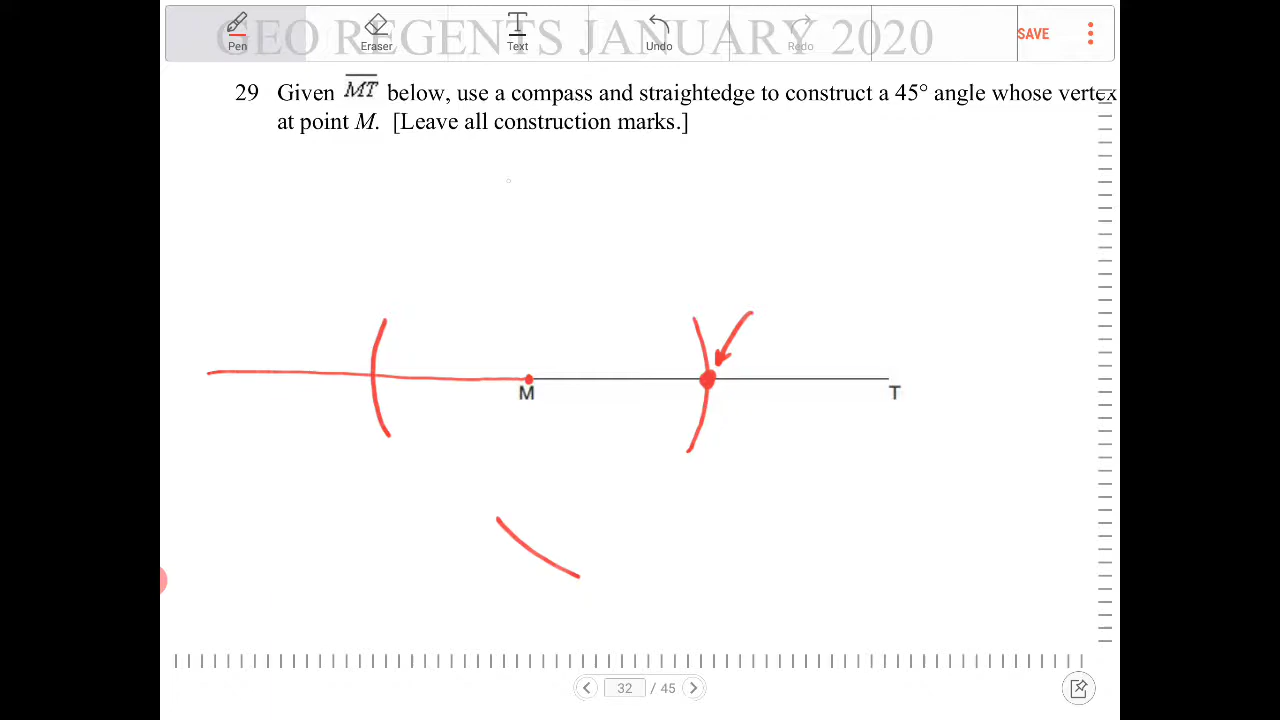 GEO REGENTS JANUARY 2020
Pen
Eraser
Text
Undo
Redo
SAVE
29 Given MT below, use a compass and straightedge to construct a 45° angle whose vertex
at point M. [Leave all construction marks.]
M
T
32 / 45